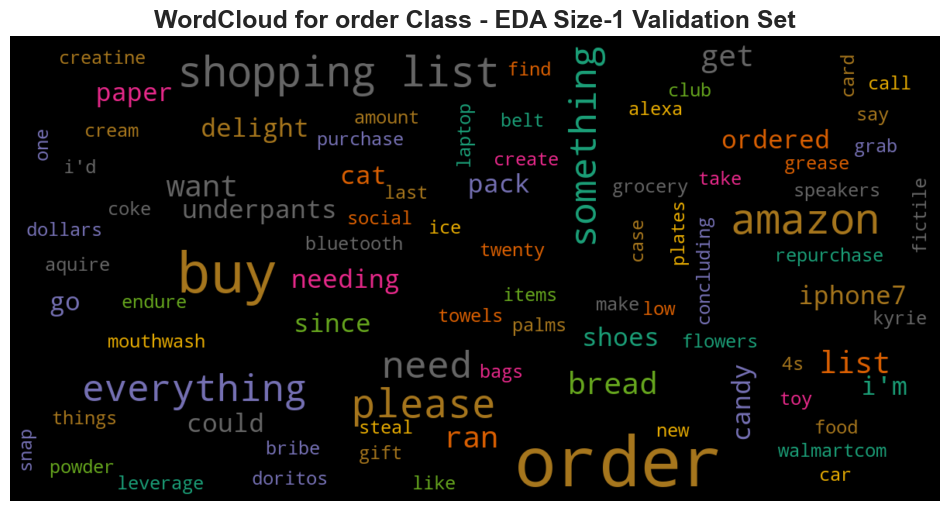 WordCloud for order Class - EDA Size-1 Validation Set
creatine
shopping list
find
something
get
card
call
paper
club
alexa
say
one
cream
delight
amount
purchase
laptop
belt
ordered
grab
i'd
create
grease
cat
want
last
pack
grocery
take
speakers
coke
underpants
social
ice
case
plates
concluding
amazon
fictile
dollars
bluetooth
twenty
repurchase
aquire
buy
needing
go
endure
items
make
low
iphone7
kyrie
since
towels
palms
mouthwash
shoes
flowers
need
bags
4s
list
everything
bread
candy
i'm
please
toy
things
could
steal
ran
new
food
snap
bribe
gift
order
walmartcom
powder
leverage
doritos
like
car